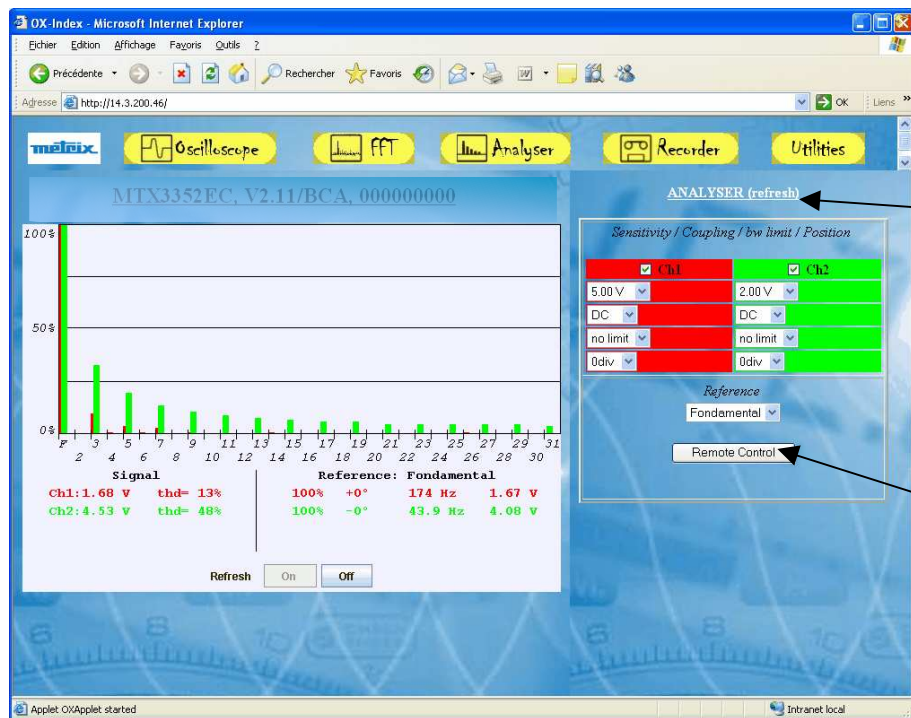 OX-Index - Microsoft Internet Explorer
Fichier Edition Affichage Favoris Outils ?
Précédente Rechercher Favoris
Adresse http://14.3.200.46/ OK Liens »
metrix Oscilloscope FFT Analyser Recorder Utilities
MTX3352EC, V2.11/BCA, 000000000
ANALYSER (refresh)
Sensitivity / Coupling / bw limit / Position
Ch1 Ch2
5.00 V 2.00 V
DC DC
no limit no limit
0div 0div
Reference
Fondamental
Remote Control
100%
50%
0%
F 3 5 7 9 11 13 15 17 19 21 23 25 27 29 31
2 4 6 8 10 12 14 16 18 20 22 24 26 28 30
Signal Reference: Fondamental
Ch1:1.68 V thd= 13% 100% +0° 174 Hz 1.67 V
Ch2:4.53 V thd= 48% 100% -0° 43.9 Hz 4.08 V
Refresh On Off
Applet OXApplet started Intranet local